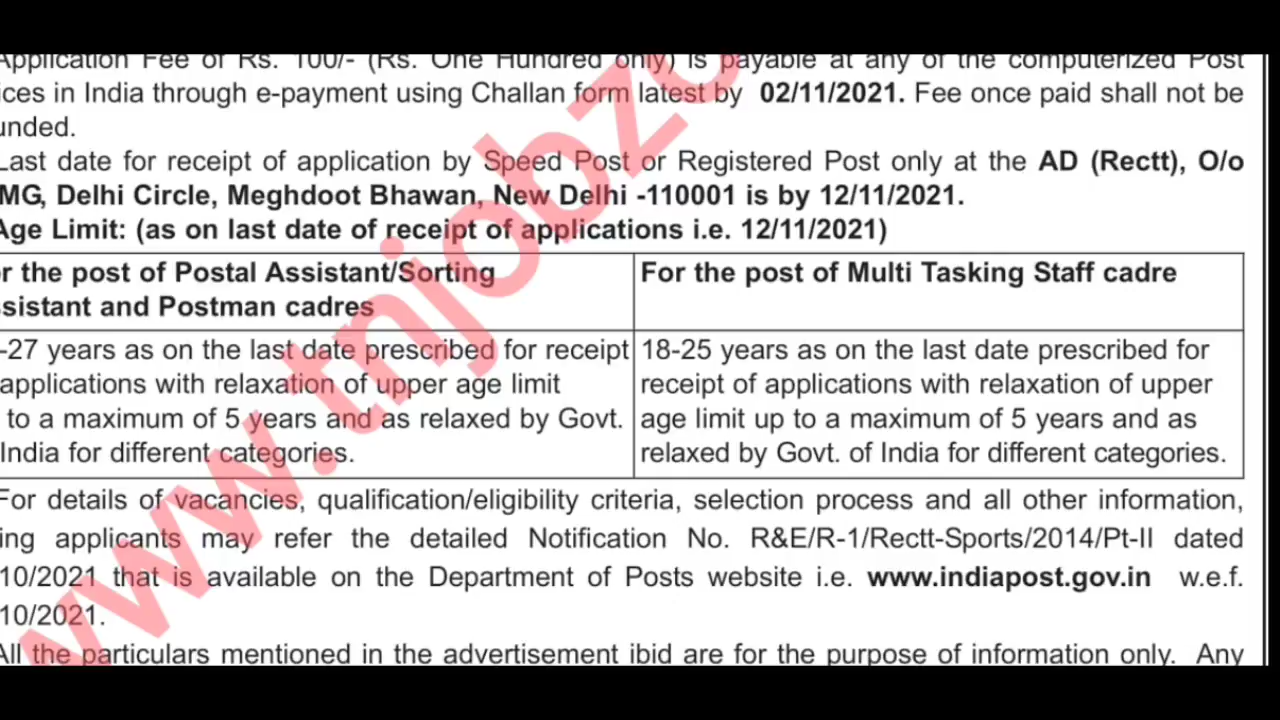 Application Fee of Rs. 100/- (Rs. One Hundred only) is payable at any of the computerized Post
ices in India through e-payment using Challan form latest by 02/11/2021. Fee once paid shall not be
unded.
Last date for receipt of application by Speed Post or Registered Post only at the AD (Rectt), O/o
MG, Delhi Circle, Meghdoot Bhawan, New Delhi -110001 is by 12/11/2021.
Age Limit: (as on last date of receipt of applications i.e. 12/11/2021)
r the post of Postal Assistant/Sorting
sistant and Postman cadres
For the post of Multi Tasking Staff cadre
-27 years as on the last date prescribed for receipt
applications with relaxation of upper age limit
to a maximum of 5 years and as relaxed by Govt.
India for different categories.
18-25 years as on the last date prescribed for
receipt of applications with relaxation of upper
age limit up to a maximum of 5 years and as
relaxed by Govt. of India for different categories.
For details of vacancies, qualification/eligibility criteria, selection process and all other information,
ing applicants may refer the detailed Notification No. R&E/R-1/Rectt-Sports/2014/Pt-II dated
10/2021 that is available on the Department of Posts website i.e. www.indiapost.gov.in w.e.f.
10/2021.
All the particulars mentioned in the advertisement ibid are for the purpose of information only. Any
www.tnjobzo